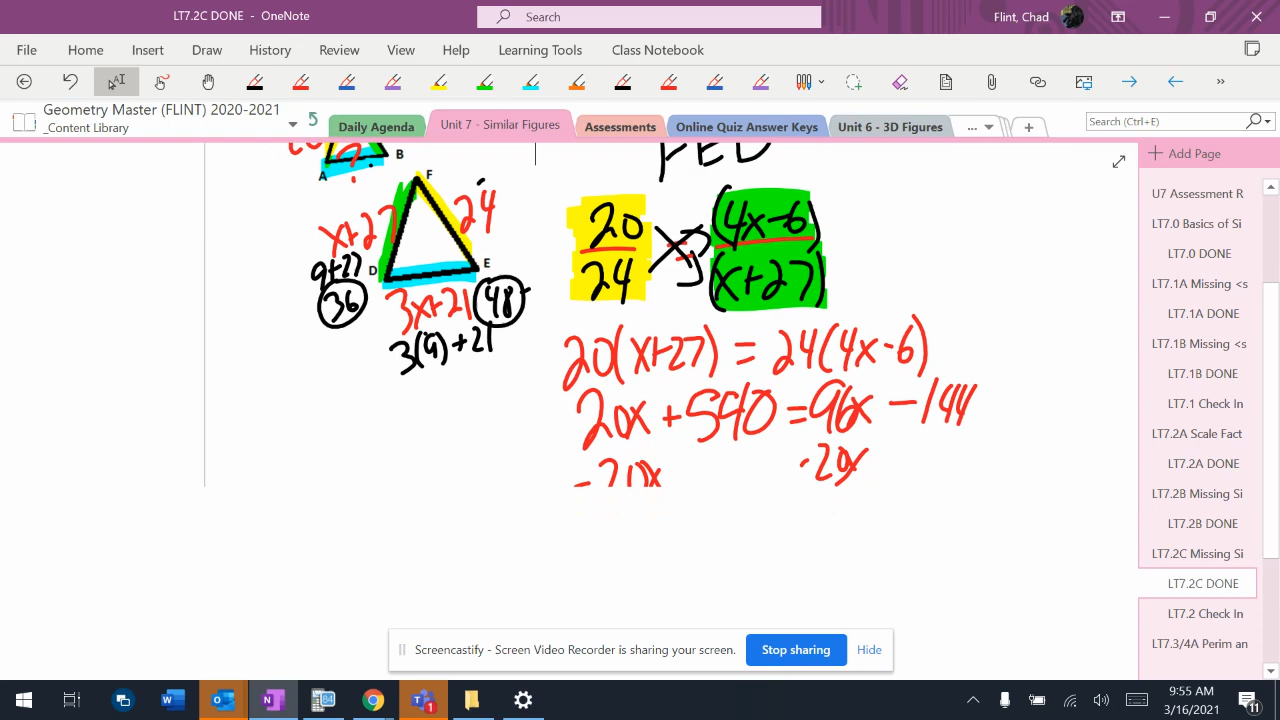 LT7.2C DONE - OneNote
Search
Flint, Chad
File Home Insert Draw History Review View Help Learning Tools Class Notebook
Geometry Master (FLINT) 2020-2021
_Content Library
Daily Agenda
Unit 7 - Similar Figures
Assessments
Online Quiz Answer Keys
Unit 6 - 3D Figures
...
Search (Ctrl+E)
Add Page
B
A
?
FED
F
x+27
24
D
E
9+27
36
3x+21
48
3(9)+21
20
24
=
(4x-6)
(x+27)
20(x+27) = 24(4x-6)
20x+540=96x-144
-20x -20x
U7 Assessment R
LT7.0 Basics of Si
LT7.0 DONE
LT7.1A Missing <s
LT7.1A DONE
LT7.1B Missing <s
LT7.1B DONE
LT7.1 Check In
LT7.2A Scale Fact
LT7.2A DONE
LT7.2B Missing Si
LT7.2B DONE
LT7.2C Missing Si
LT7.2C DONE
LT7.2 Check In
LT7.3/4A Perim an
Screencastify - Screen Video Recorder is sharing your screen.
Stop sharing
Hide
84
1
9:55 AM
3/16/2021
11